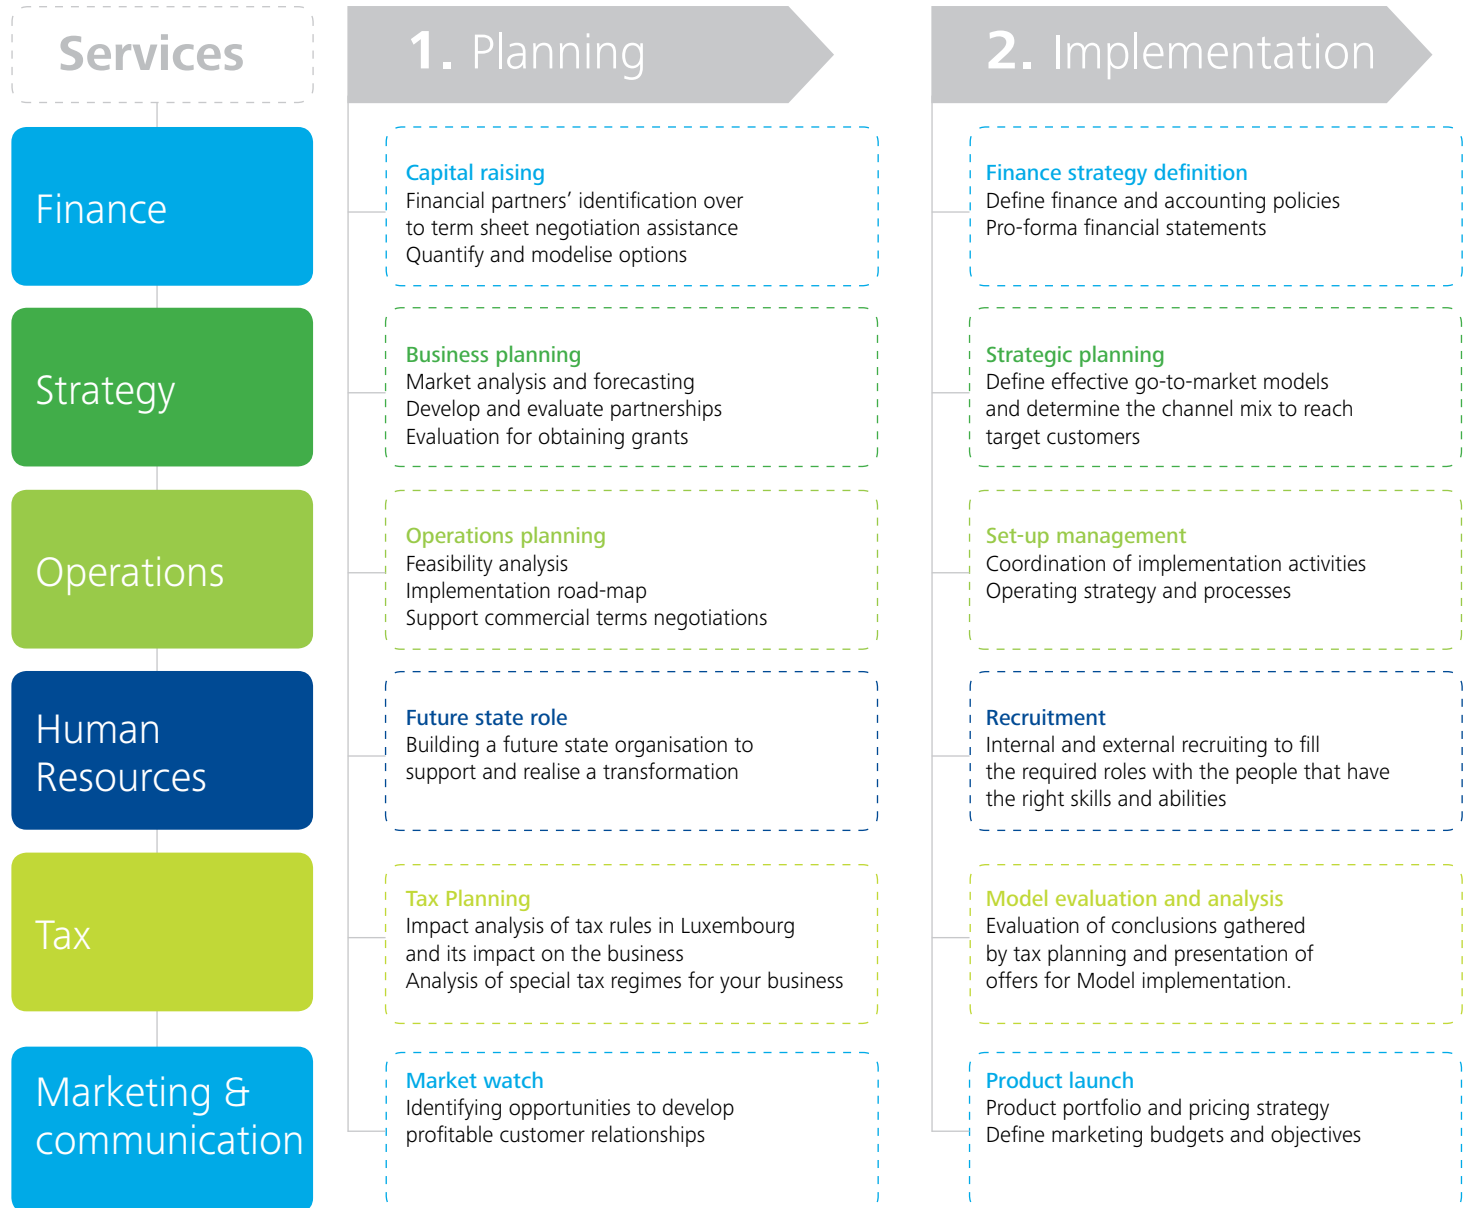 Services
1. Planning
2. Implementation
Finance
Capital raising
Financial partners’ identification over
to term sheet negotiation assistance
Quantify and modelise options
Finance strategy definition
Define finance and accounting policies
Pro-forma financial statements
Strategy
Business planning
Market analysis and forecasting
Develop and evaluate partnerships
Evaluation for obtaining grants
Strategic planning
Define effective go-to-market models
and determine the channel mix to reach
target customers
Operations
Operations planning
Feasibility analysis
Implementation road-map
Support commercial terms negotiations
Set-up management
Coordination of implementation activities
Operating strategy and processes
Human
Resources
Future state role
Building a future state organisation to
support and realise a transformation
Recruitment
Internal and external recruiting to fill
the required roles with the people that have
the right skills and abilities
Tax
Tax Planning
Impact analysis of tax rules in Luxembourg
and its impact on the business
Analysis of special tax regimes for your business
Model evaluation and analysis
Evaluation of conclusions gathered
by tax planning and presentation of
offers for Model implementation.
Marketing &
communication
Market watch
Identifying opportunities to develop
profitable customer relationships
Product launch
Product portfolio and pricing strategy
Define marketing budgets and objectives